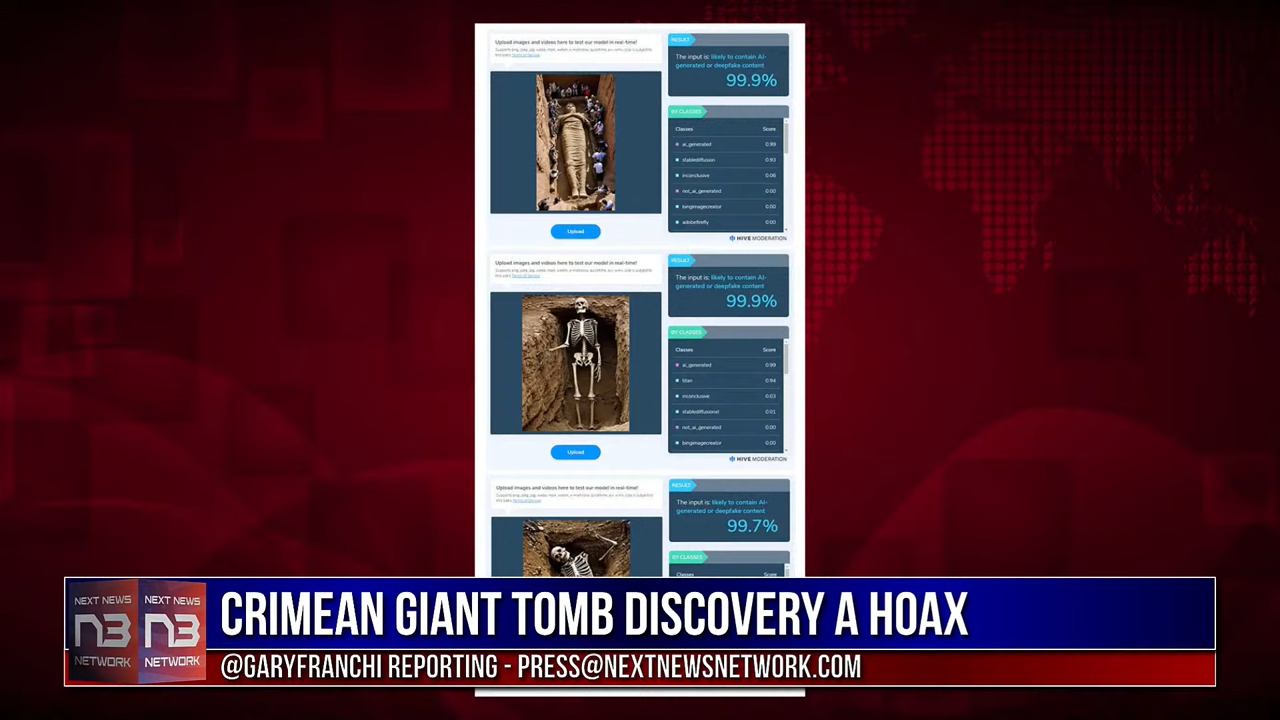 Upload images and videos here to test our model in real-time!
RESULT
The input is: likely to contain AI-
generated or deepfake content
99.9%
BY CLASSES
Classes Score
ai_generated 0.99
stablediffusion 0.93
inconclusive 0.06
not_ai_generated 0.00
bingimagecreator 0.00
adobefirefly 0.00
Upload
HIVE MODERATION
Upload images and videos here to test our model in real-time!
RESULT
The input is: likely to contain AI-
generated or deepfake content
99.9%
BY CLASSES
Classes Score
ai_generated 0.99
titan 0.94
inconclusive 0.03
0.01
not_ai_generated 0.00
bingimagecreator 0.00
Upload
HIVE MODERATION
Upload images and videos here to test our model in real-time!
RESULT
The input is: likely to contain AI-
generated or deepfake content
99.7%
BY CLASSES
Classes Score
NEXT NEWS NEXT NEWS
N3 N3
NETWORK NETWORK
CRIMEAN GIANT TOMB DISCOVERY A HOAX
@GARYFRANCHI REPORTING - PRESS@NEXTNEWSNETWORK.COM